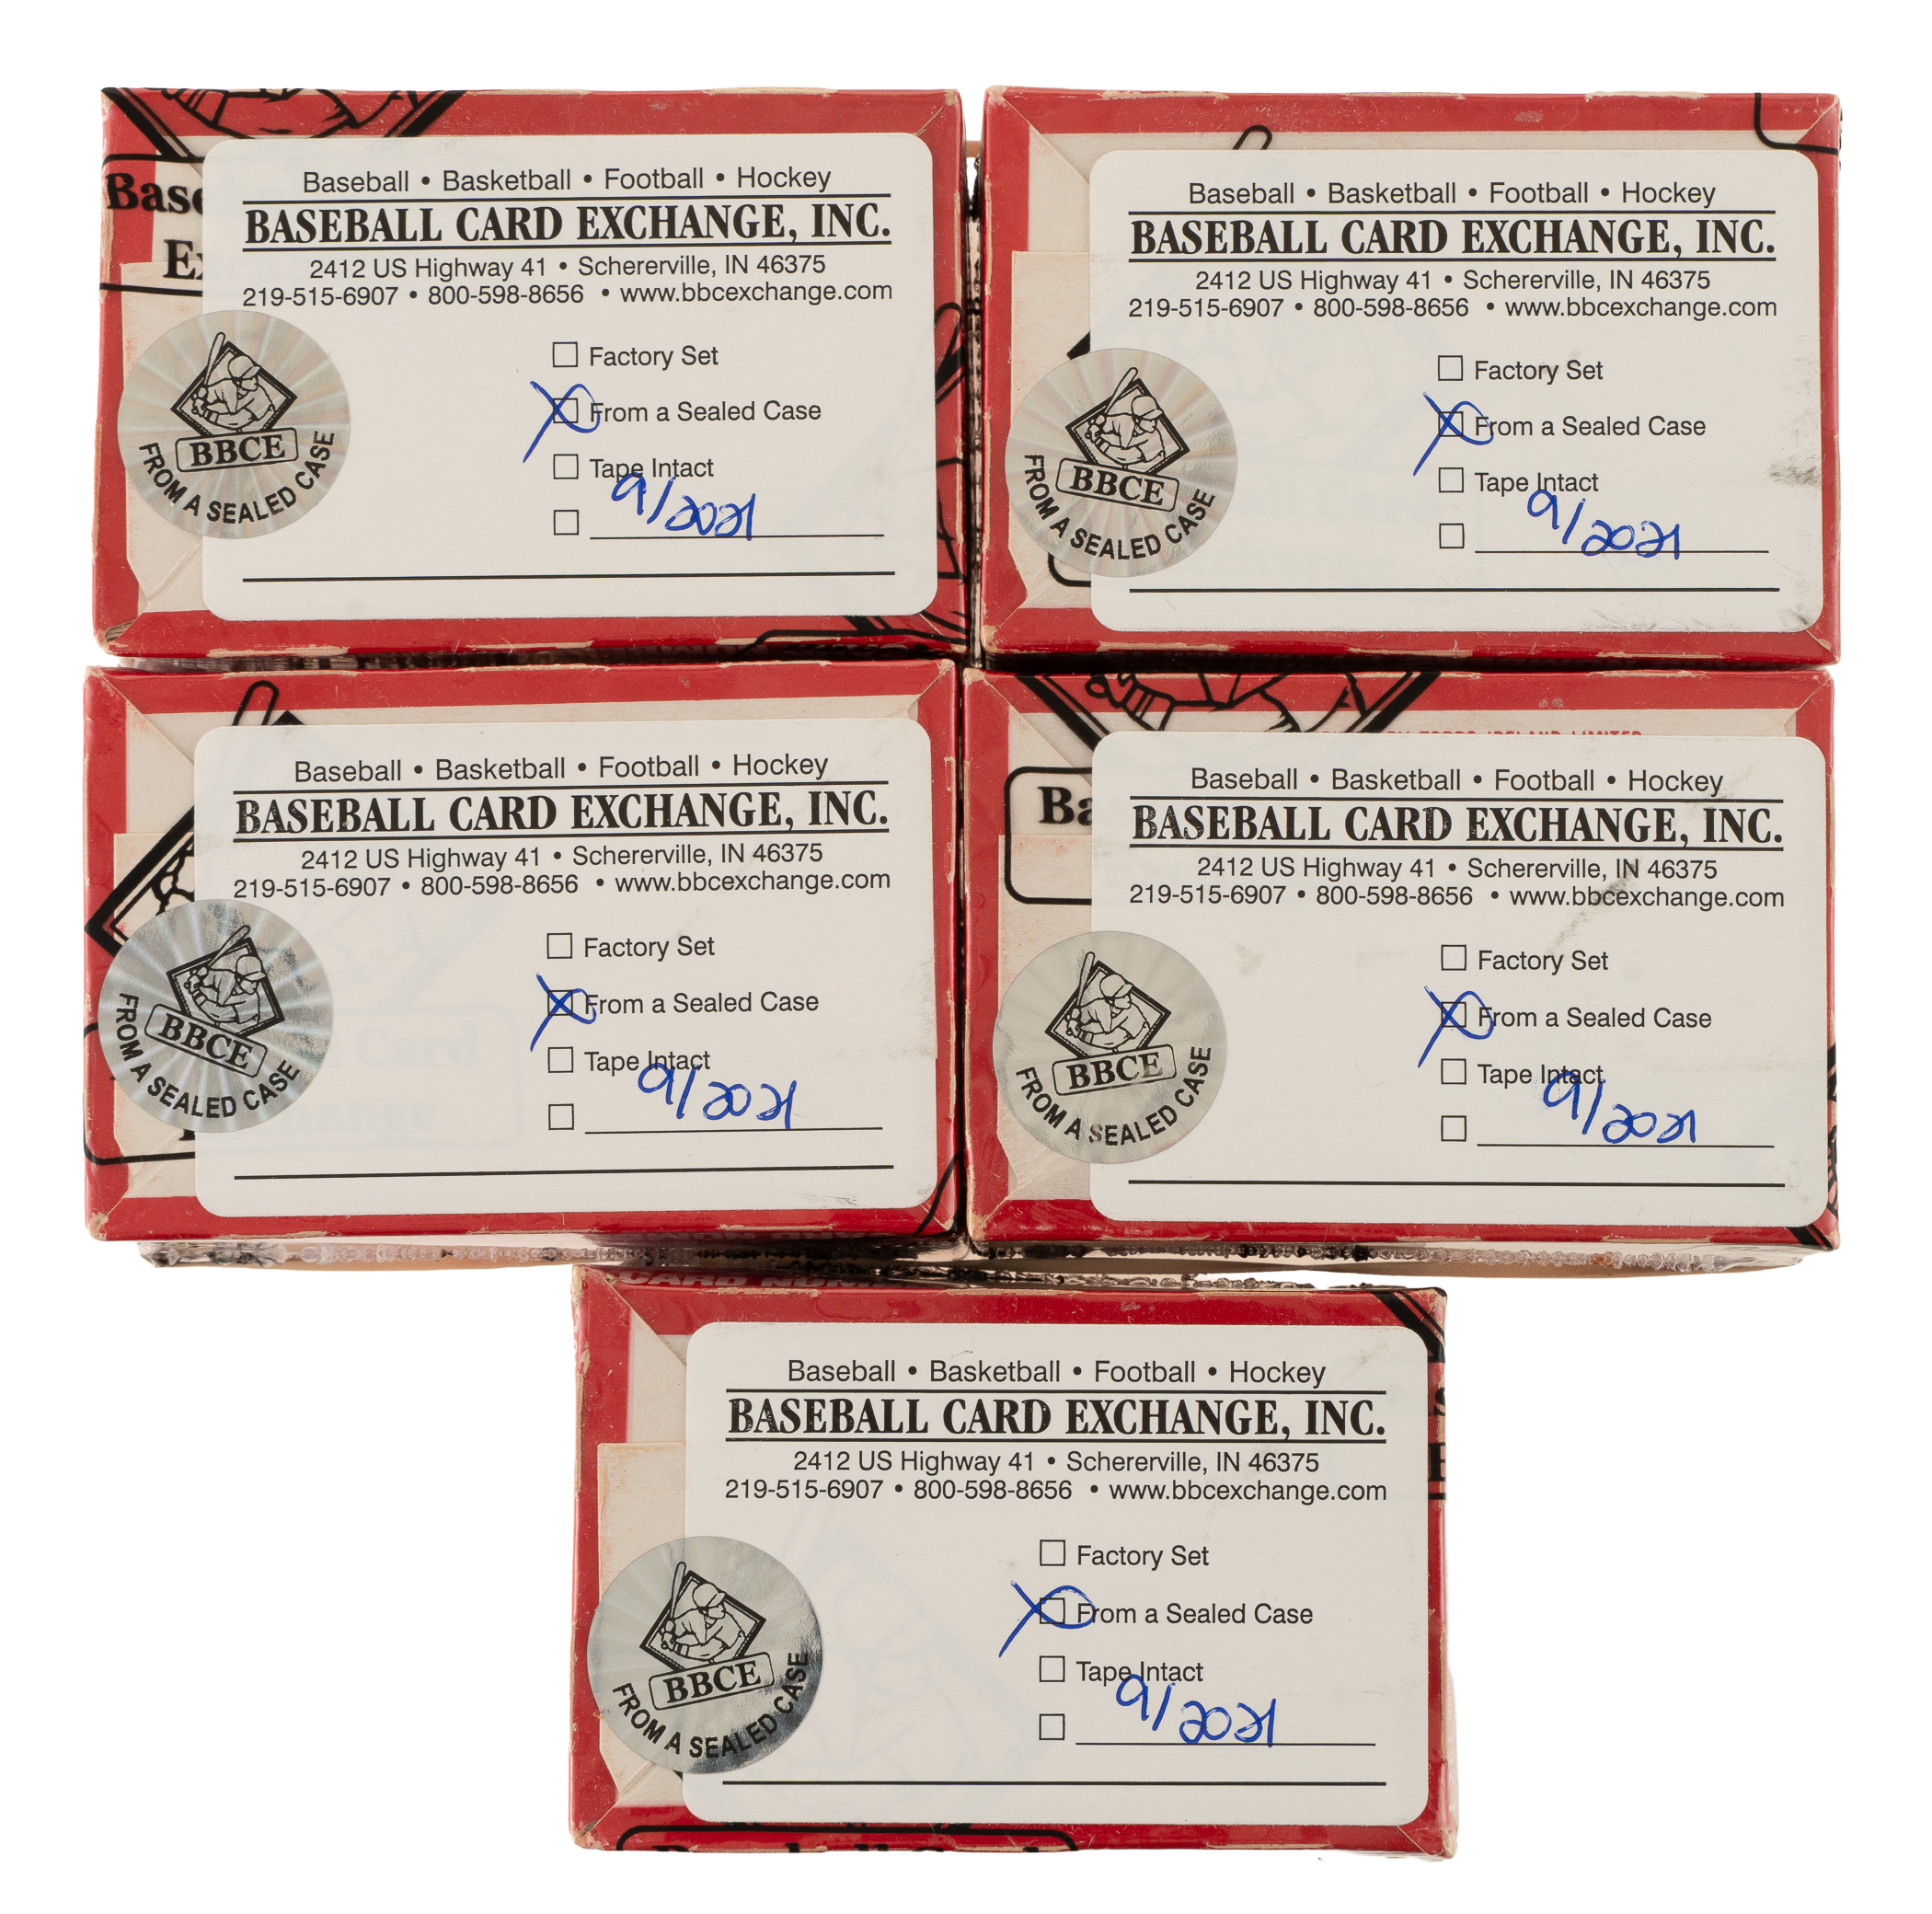 Base
Ex
Baseball • Basketball • Football • Hockey
BASEBALL CARD EXCHANGE, INC.
2412 US Highway 41 • Schererville, IN 46375
219-515-6907 • 800-598-8656 • www.bbcexchange.com
Factory Set
From a Sealed Case
Tape Intact
9/2021
BBCE
FROM A SEALED CASE
Baseball • Basketball • Football • Hockey
BASEBALL CARD EXCHANGE, INC.
2412 US Highway 41 • Schererville, IN 46375
219-515-6907 • 800-598-8656 • www.bbcexchange.com
Factory Set
From a Sealed Case
Tape Intact
9/2021
BBCE
FROM A SEALED CASE
Baseball • Basketball • Football • Hockey
BASEBALL CARD EXCHANGE, INC.
2412 US Highway 41 • Schererville, IN 46375
219-515-6907 • 800-598-8656 • www.bbcexchange.com
Factory Set
From a Sealed Case
Tape Intact
9/2021
BBCE
FROM A SEALED CASE
TOPPS IRELAND LIMITED
Ba
Baseball • Basketball • Football • Hockey
BASEBALL CARD EXCHANGE, INC.
2412 US Highway 41 • Schererville, IN 46375
219-515-6907 • 800-598-8656 • www.bbcexchange.com
Factory Set
From a Sealed Case
Tape Intact
9/2021
BBCE
FROM A SEALED CASE
CARD NUM
Baseball • Basketball • Football • Hockey
BASEBALL CARD EXCHANGE, INC.
2412 US Highway 41 • Schererville, IN 46375
219-515-6907 • 800-598-8656 • www.bbcexchange.com
Factory Set
From a Sealed Case
Tape Intact
9/2021
BBCE
FROM A SEALED CASE